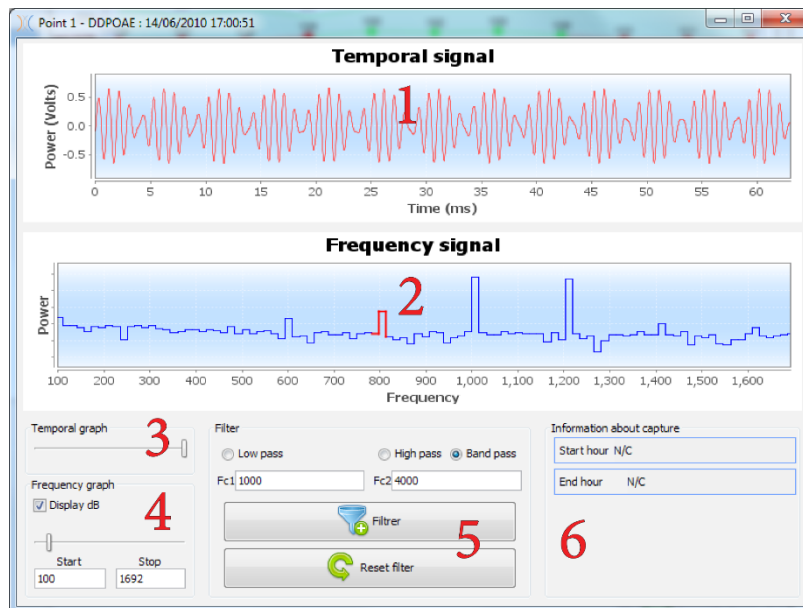 Point 1 - DDPOAE : 14/06/2010 17:00:51
Temporal signal
1
Power (Volts)
0.5
0.0
-0.5
0 5 10 15 20 25 30 35 40 45 50 55 60
Time (ms)
Frequency signal
2
Power
100 200 300 400 500 600 700 800 900 1,000 1,100 1,200 1,300 1,400 1,500 1,600
Frequency
Temporal graph
3
Frequency graph
Display dB
4
Start Stop
100 1692
Filter
Low pass High pass Band pass
Fc1 1000 Fc2 4000
Filtrer
5
Reset filter
Information about capture
Start hour N/C
End hour N/C
6